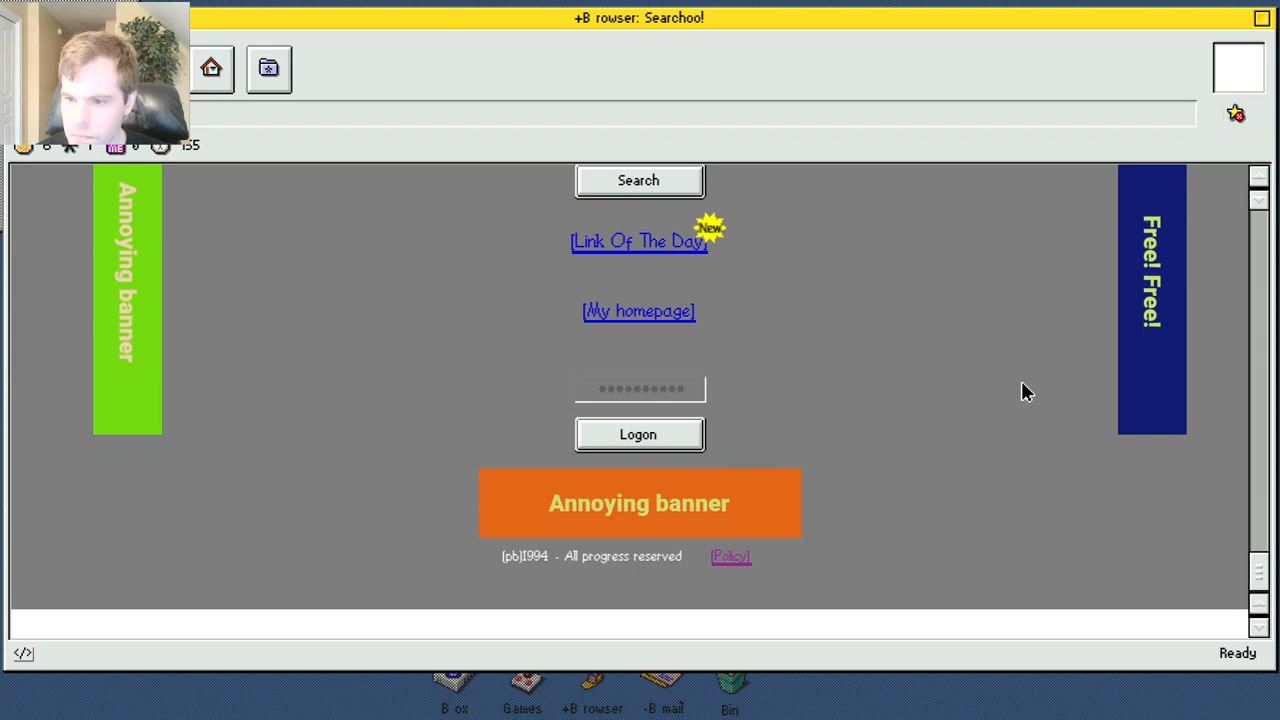 +B rowser: Searchoo!
155
Annoying banner
Search
New
[Link Of The Day]
[My homepage]
**********
Logon
Free! Free!
Annoying banner
(pb)1994 - All progress reserved [Policy]
</> Ready
B ox Games +B rowser -B mail Bin